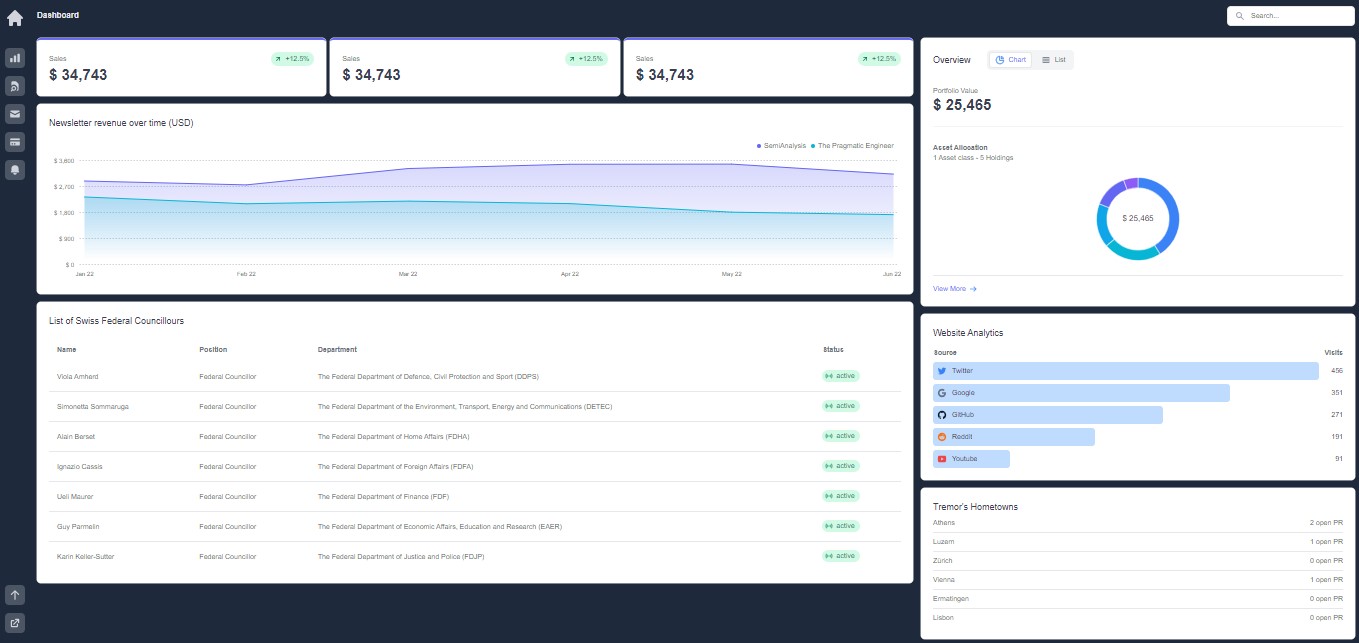 Dashboard
Search...
Sales
+12.5%
$ 34,743
Sales
+12.5%
$ 34,743
Sales
+12.5%
$ 34,743
Newsletter revenue over time (USD)
SemiAnalysis
The Pragmatic Engineer
$ 3,600
$ 2,700
$ 1,800
$ 900
$ 0
Jan 22
Feb 22
Mar 22
Apr 22
May 22
Jun 22
List of Swiss Federal Councillours
Name Position Department Status
Viola Amherd Federal Councillor The Federal Department of Defence, Civil Protection and Sport (DDPS) active
Simonetta Sommaruga Federal Councillor The Federal Department of the Environment, Transport, Energy and Communications (DETEC) active
Alain Berset Federal Councillor The Federal Department of Home Affairs (FDHA) active
Ignazio Cassis Federal Councillor The Federal Department of Foreign Affairs (FDFA) active
Ueli Maurer Federal Councillor The Federal Department of Finance (FDF) active
Guy Parmelin Federal Councillor The Federal Department of Economic Affairs, Education and Research (EAER) active
Karin Keller-Sutter Federal Councillor The Federal Department of Justice and Police (FDJP) active
Overview
Chart
List
Portfolio Value
$ 25,465
Asset Allocation
1 Asset class - 5 Holdings
$ 25,465
View More
Website Analytics
Source Visits
Twitter 456
Google 351
GitHub 271
Reddit 191
Youtube 91
Tremor's Hometowns
Athens 2 open PR
Luzern 1 open PR
Zürich 0 open PR
Vienna 1 open PR
Ermatingen 0 open PR
Lisbon 0 open PR